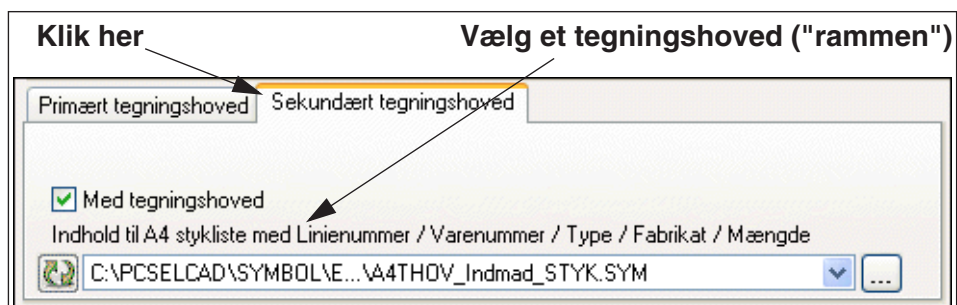 Klik her Vælg et tegningshoved ("rammen")
Primært tegningshoved Sekundært tegningshoved
Med tegningshoved
Indhold til A4 stykliste med Linienummer / Varenummer / Type / Fabrikat / Mængde
C:\PCSELCAD\SYMBOL\E...\A4THOV_Indmad_STYK.SYM ...